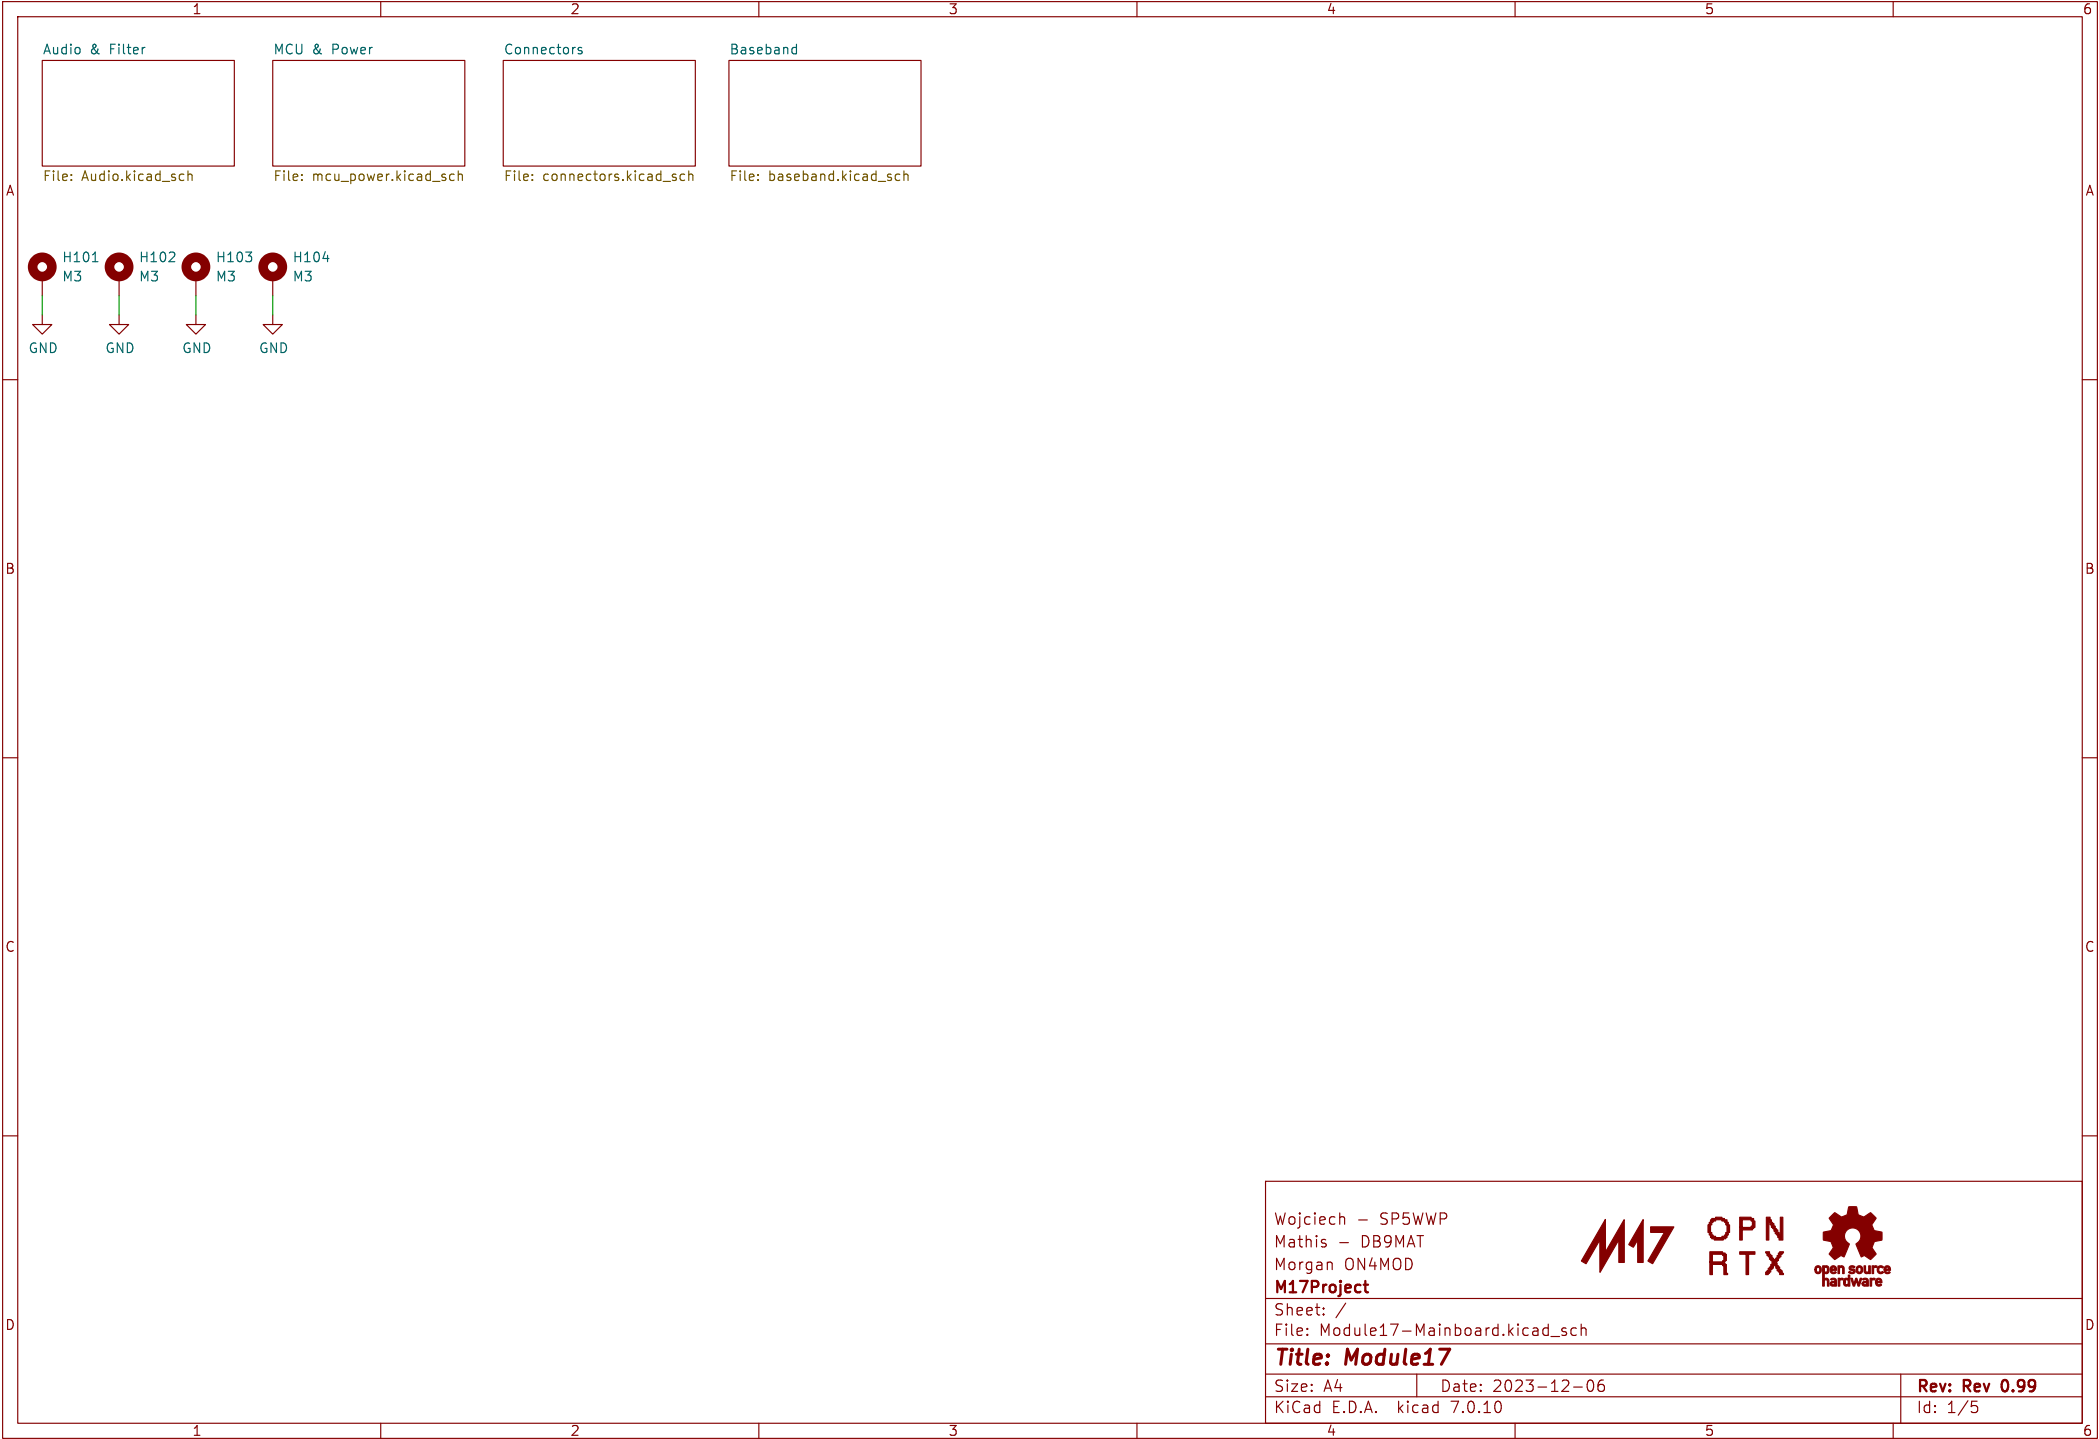 1 2 3 4 5 6
Audio & Filter
MCU & Power
Connectors
Baseband
File: Audio.kicad_sch
File: mcu_power.kicad_sch
File: connectors.kicad_sch
File: baseband.kicad_sch
A A
H101
M3
H102
M3
H103
M3
H104
M3
GND GND GND GND
B B
C C
Wojciech - SP5WWP
Mathis - DB9MAT
Morgan ON4MOD
M17Project
M17
OPN
RTX
open source
hardware
Sheet: /
File: Module17-Mainboard.kicad_sch
D D
Title: Module17
Size: A4
Date: 2023-12-06
Rev: Rev 0.99
KiCad E.D.A. kicad 7.0.10
Id: 1/5
1 2 3 4 5 6